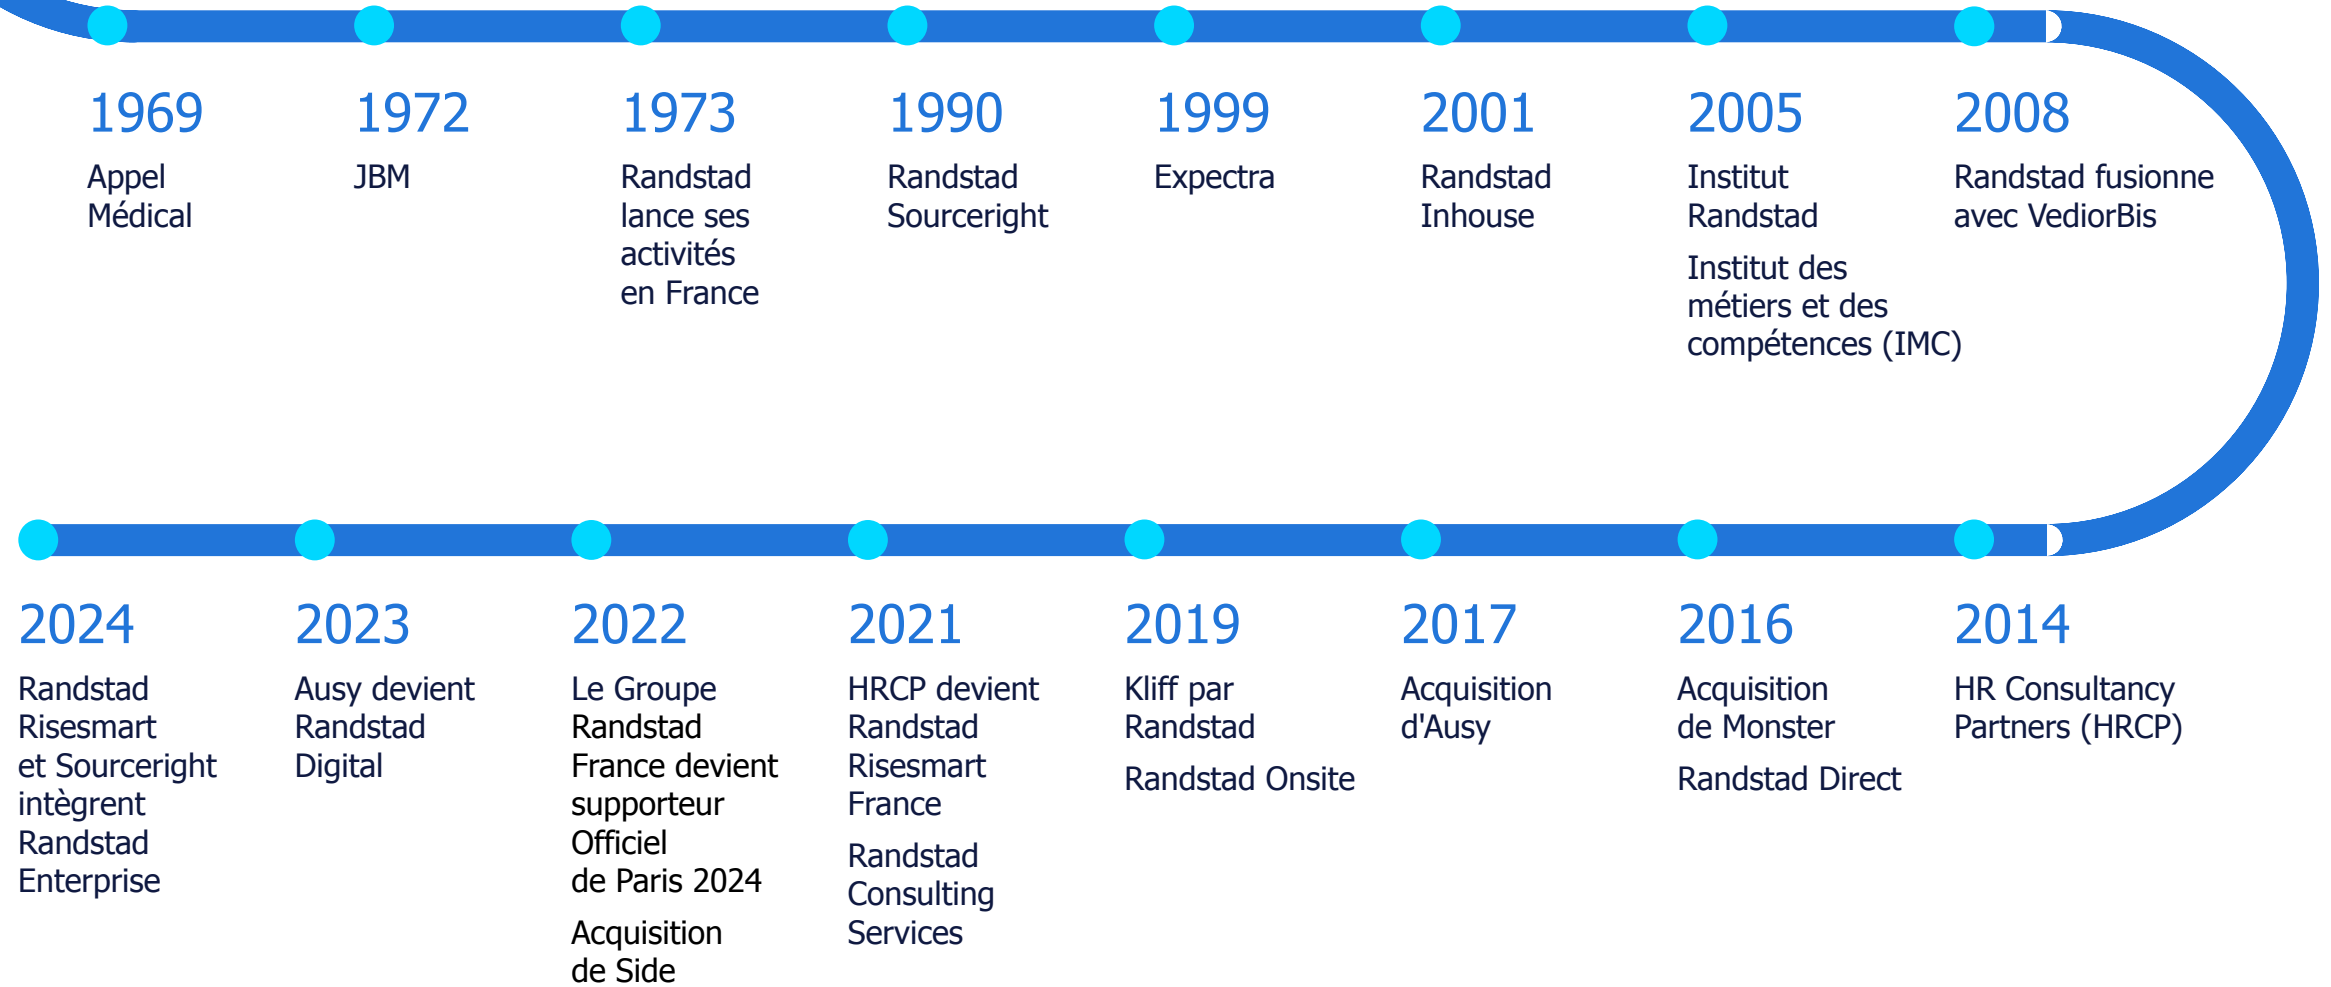 1969
Appel
Médical
1972
JBM
1973
Randstad
lance ses
activités
en France
1990
Randstad
Sourceright
1999
Expectra
2001
Randstad
Inhouse
2005
Institut
Randstad
Institut des
métiers et des
compétences (IMC)
2008
Randstad fusionne
avec VediorBis
2024
Randstad
Risesmart
et Sourceright
intègrent
Randstad
Enterprise
2023
Ausy devient
Randstad
Digital
2022
Le Groupe
Randstad
France devient
supporteur
Officiel
de Paris 2024
Acquisition
de Side
2021
HRCP devient
Randstad
Risesmart
France
Randstad
Consulting
Services
2019
Kliff par
Randstad
Randstad Onsite
2017
Acquisition
d'Ausy
2016
Acquisition
de Monster
Randstad Direct
2014
HR Consultancy
Partners (HRCP)